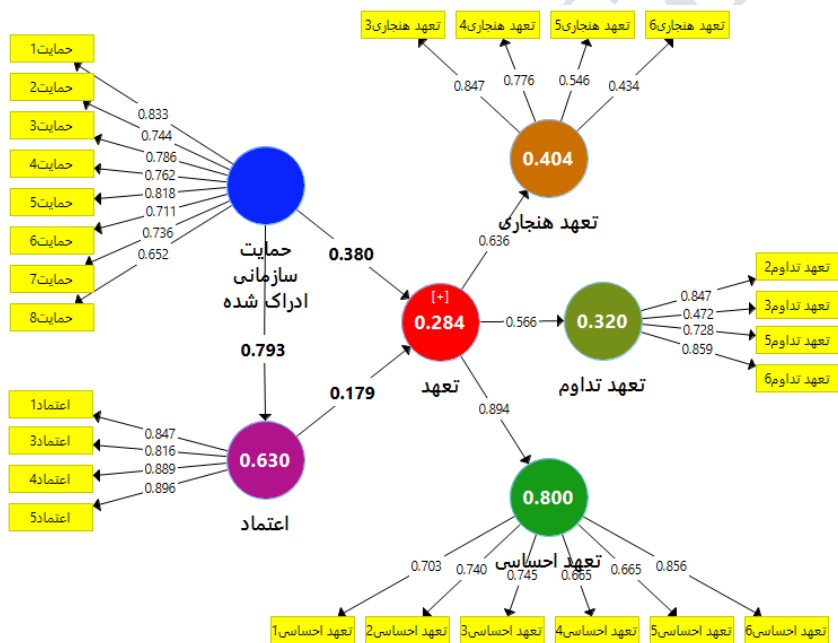 تعهد هنجاری3
تعهد هنجاری4
تعهد هنجاری5
تعهد هنجاری6
0.847
0.776
0.546
0.434
0.404
تعهد هنجاری
0.636
حمایت1
حمایت2
حمایت3
حمایت4
حمایت5
حمایت6
حمایت7
حمایت8
0.833
0.744
0.786
0.762
0.818
0.711
0.736
0.652
حمایت
سازمانی
ادراک شده
0.380
0.793
0.179
[+]
0.284
تعهد
0.566
0.320
تعهد تداوم
0.847
0.472
0.728
0.859
تعهد تداوم2
تعهد تداوم3
تعهد تداوم5
تعهد تداوم6
0.894
اعتماد1
اعتماد3
اعتماد4
اعتماد5
0.847
0.816
0.889
0.896
0.630
اعتماد
0.800
تعهد احساسی
0.703
0.740
0.745
0.665
0.665
0.856
تعهد احساسی1
تعهد احساسی2
تعهد احساسی3
تعهد احساسی4
تعهد احساسی5
تعهد احساسی6